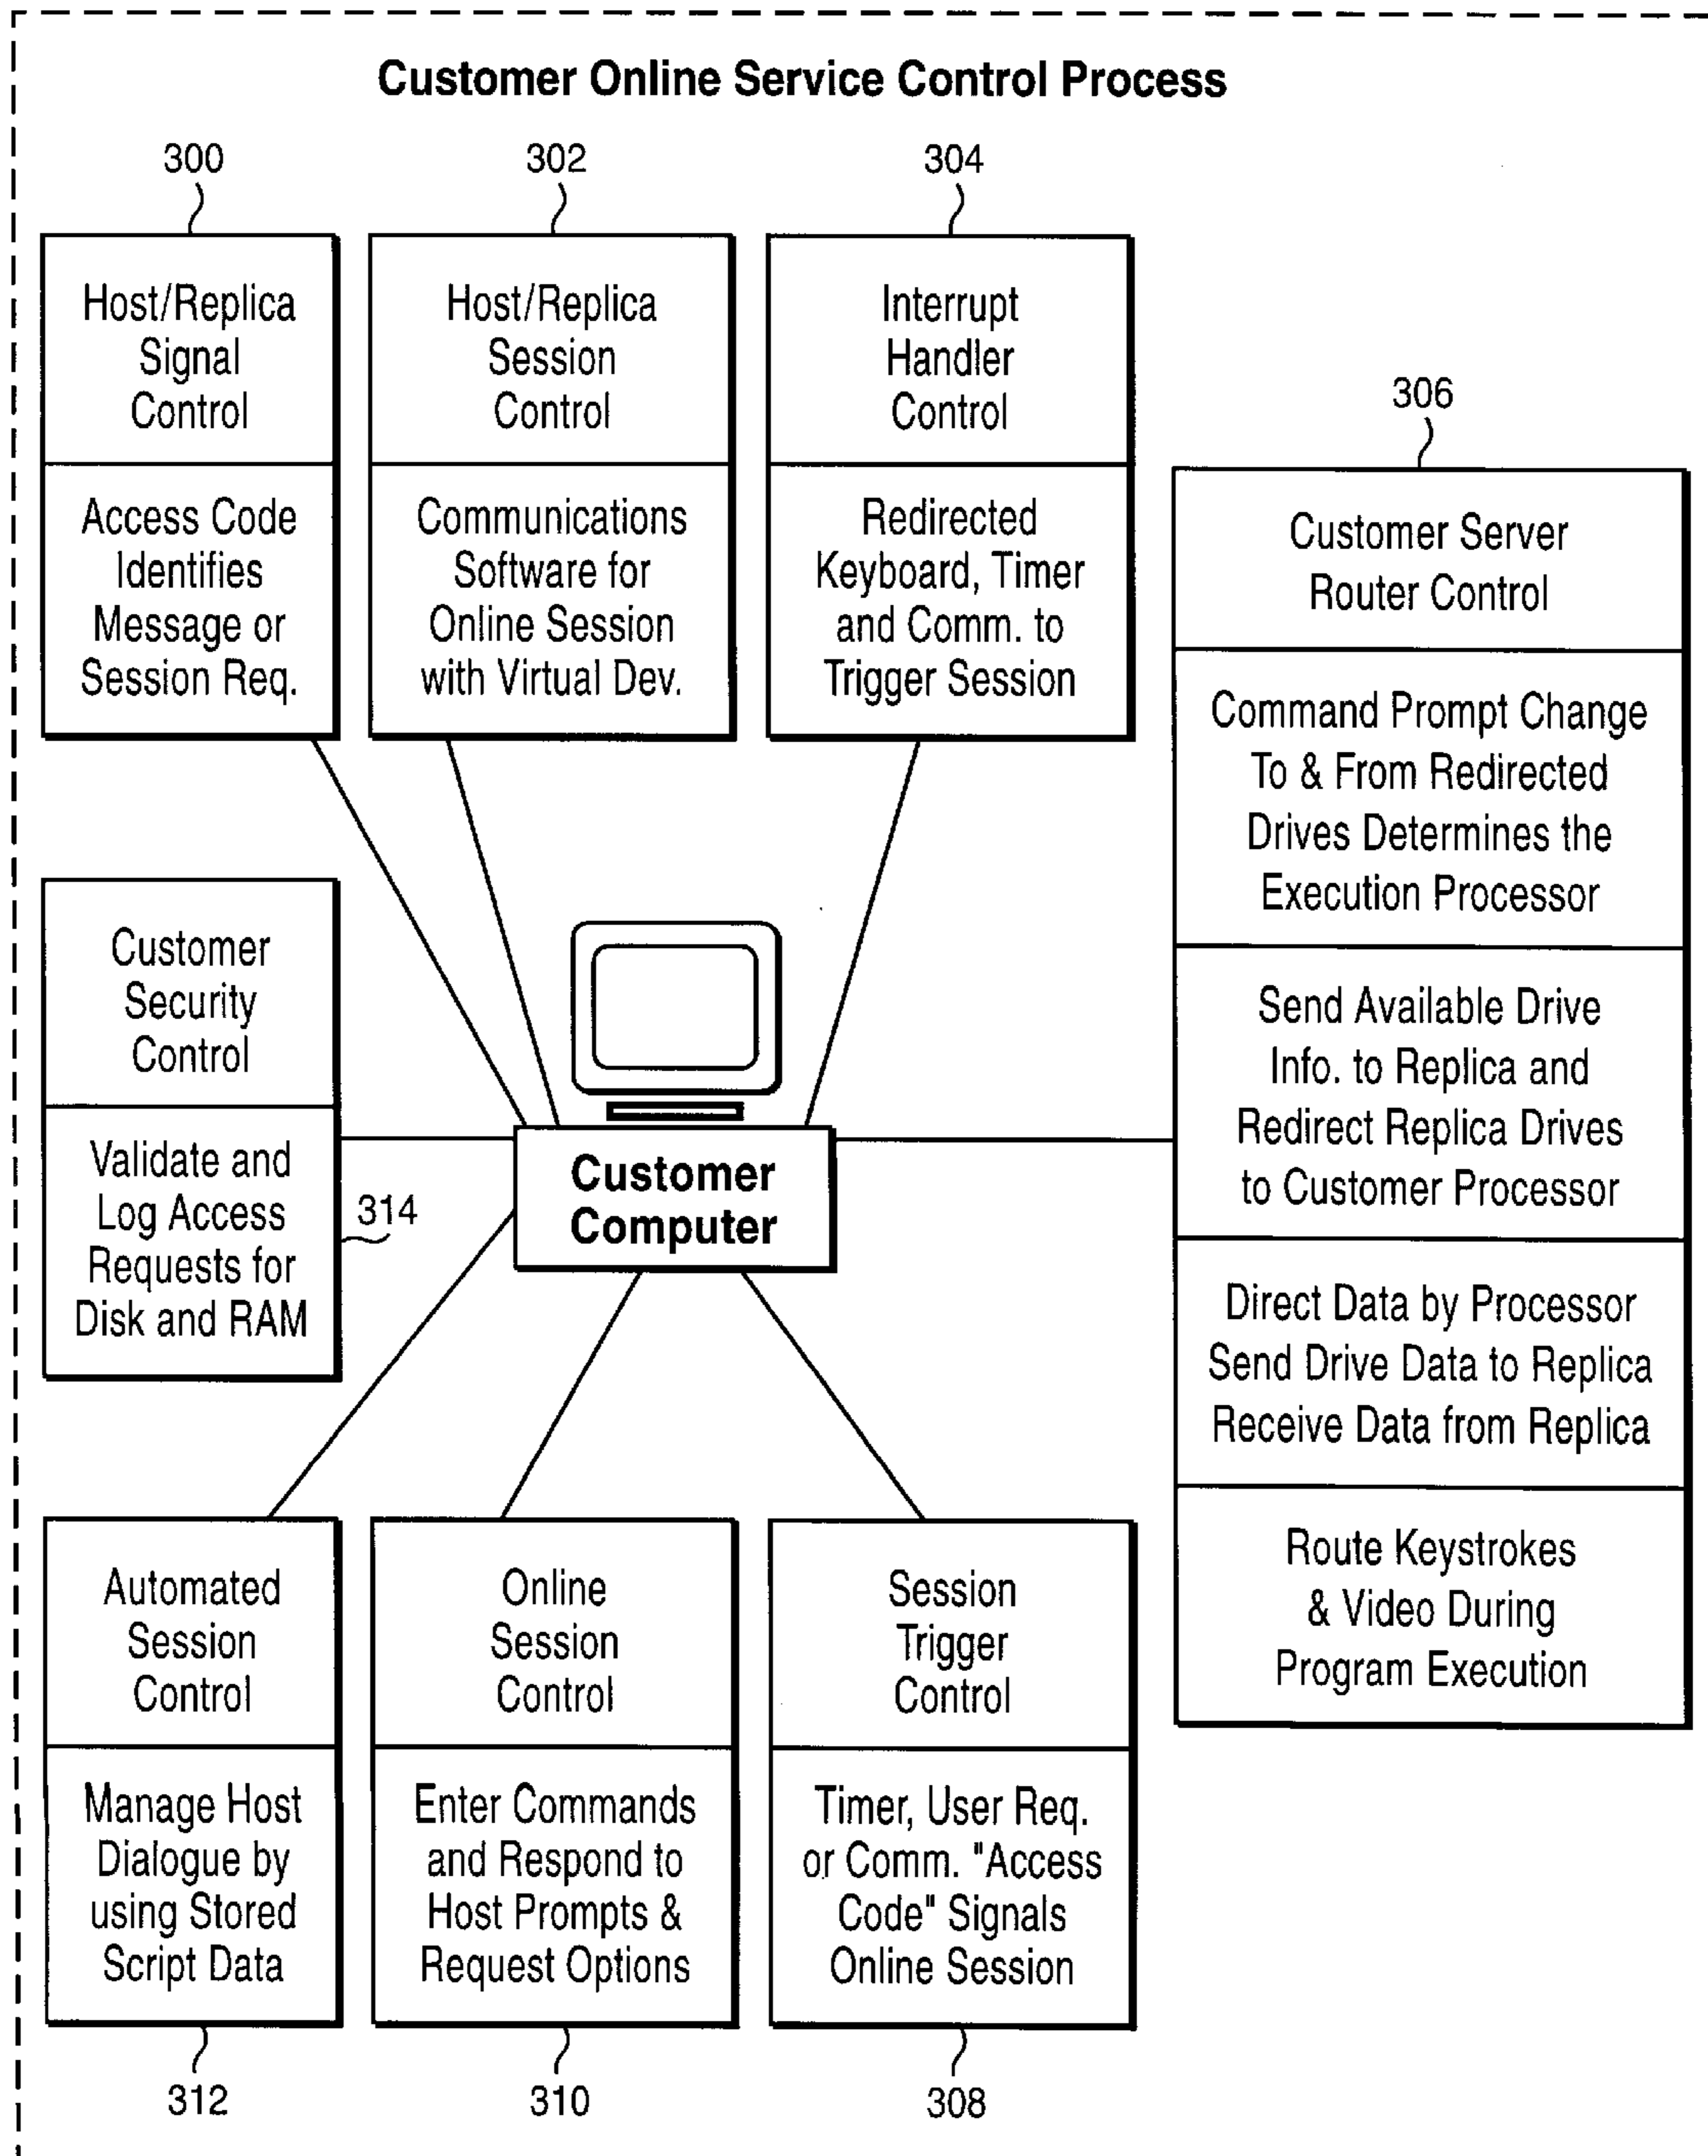 Customer Online Service Control Process
300
Host/Replica
Signal
Control
Access Code
Identifies
Message or
Session Req.
302
Host/Replica
Session
Control
Communications
Software for
Online Session
with Virtual Dev.
304
Interrupt
Handler
Control
Redirected
Keyboard, Timer
and Comm. to
Trigger Session
306
Customer Server
Router Control
Command Prompt Change
To & From Redirected
Drives Determines the
Execution Processor
Send Available Drive
Info. to Replica and
Redirect Replica Drives
to Customer Processor
Direct Data by Processor
Send Drive Data to Replica
Receive Data from Replica
Route Keystrokes
& Video During
Program Execution
Customer
Security
Control
Validate and
Log Access
Requests for
Disk and RAM
314
Customer
Computer
Automated
Session
Control
Manage Host
Dialogue by
using Stored
Script Data
312
Online
Session
Control
Enter Commands
and Respond to
Host Prompts &
Request Options
310
Session
Trigger
Control
Timer, User Req.
or Comm. "Access
Code" Signals
Online Session
308